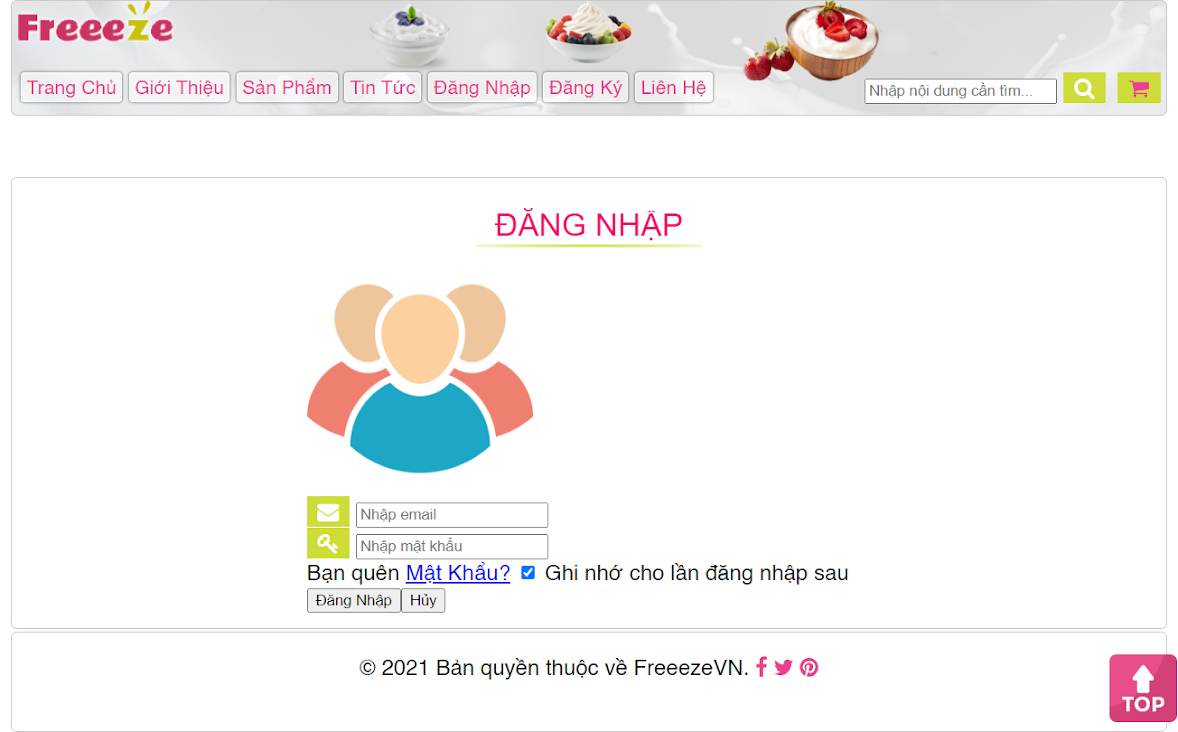 Freeeze
Trang Chủ Giới Thiệu Sản Phẩm Tin Tức Đăng Nhập Đăng Ký Liên Hệ Nhập nội dung cần tìm...
ĐĂNG NHẬP
Nhập email
Nhập mật khẩu
Bạn quên Mật Khẩu? Ghi nhớ cho lần đăng nhập sau
Đăng Nhập Hủy
© 2021 Bản quyền thuộc về FreeezeVN.
TOP